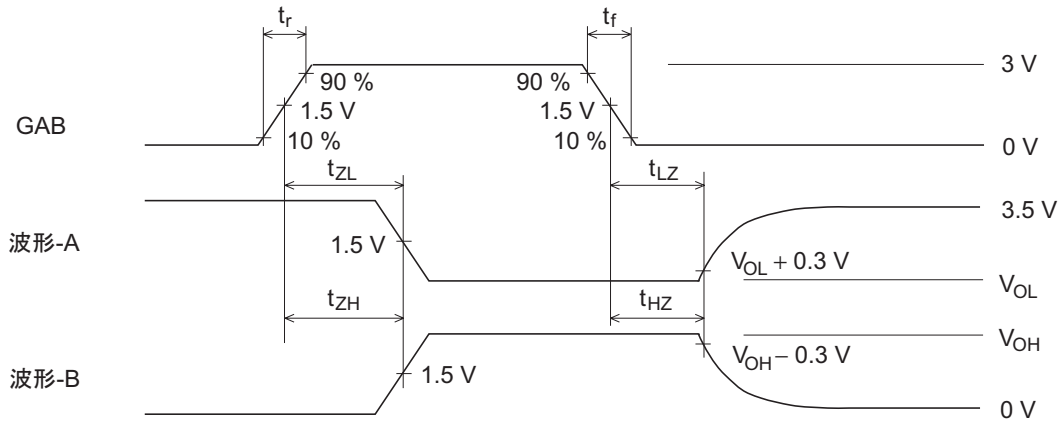 tr
tf
90 %
90 %
3 V
1.5 V
1.5 V
GAB
10 %
10 %
0 V
tZL
tLZ
3.5 V
波形-A
1.5 V
VOL + 0.3 V
VOL
tZH
tHZ
VOH
VOH − 0.3 V
波形-B
1.5 V
0 V